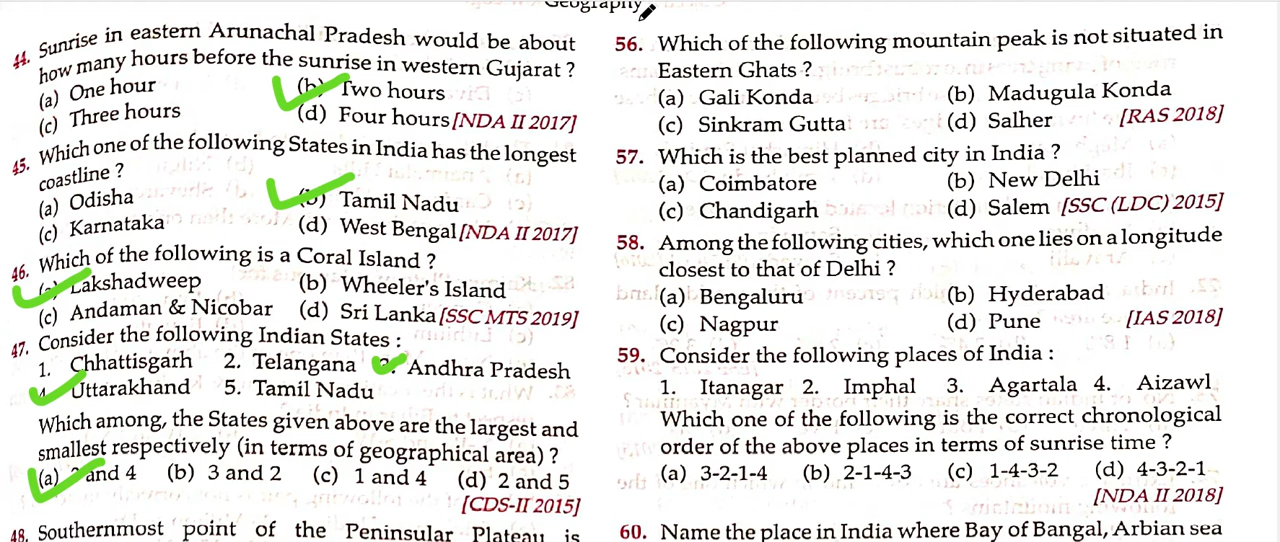 Geography
44. Sunrise in eastern Arunachal Pradesh would be about
how many hours before the sunrise in western Gujarat ?
(a) One hour (b) Two hours
(c) Three hours (d) Four hours [NDA II 2017]
45. Which one of the following States in India has the longest
coastline ?
(a) Odisha (b) Tamil Nadu
(c) Karnataka (d) West Bengal [NDA II 2017]
46. Which of the following is a Coral Island ?
(a) Lakshadweep (b) Wheeler's Island
(c) Andaman & Nicobar (d) Sri Lanka [SSC MTS 2019]
47. Consider the following Indian States :
1. Chhattisgarh 2. Telangana 3. Andhra Pradesh
4. Uttarakhand 5. Tamil Nadu
Which among, the States given above are the largest and
smallest respectively (in terms of geographical area) ?
(a) and 4 (b) 3 and 2 (c) 1 and 4 (d) 2 and 5
[CDS-II 2015]
48. Southernmost point of the Peninsular Plateau is
56. Which of the following mountain peak is not situated in
Eastern Ghats ?
(a) Gali Konda (b) Madugula Konda
(c) Sinkram Gutta (d) Salher [RAS 2018]
57. Which is the best planned city in India ?
(a) Coimbatore (b) New Delhi
(c) Chandigarh (d) Salem [SSC (LDC) 2015]
58. Among the following cities, which one lies on a longitude
closest to that of Delhi ?
(a) Bengaluru (b) Hyderabad
(c) Nagpur (d) Pune [IAS 2018]
59. Consider the following places of India :
1. Itanagar 2. Imphal 3. Agartala 4. Aizawl
Which one of the following is the correct chronological
order of the above places in terms of sunrise time ?
(a) 3-2-1-4 (b) 2-1-4-3 (c) 1-4-3-2 (d) 4-3-2-1
[NDA II 2018]
60. Name the place in India where Bay of Bangal, Arbian sea